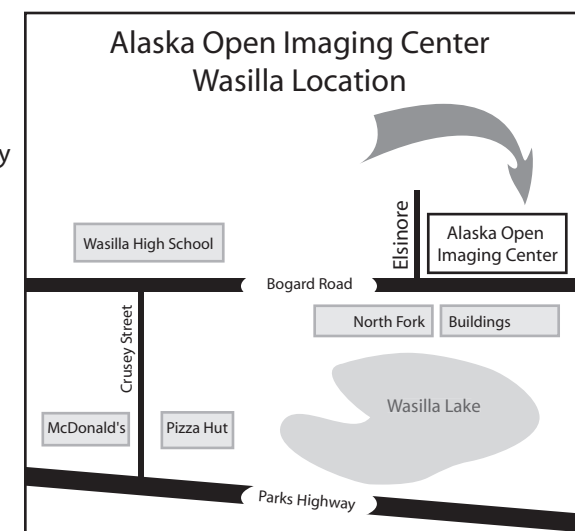 Alaska Open Imaging Center
Wasilla Location
y
Wasilla High School
Elsinore
Alaska Open
Imaging Center
Bogard Road
Crusey Street
North Fork
Buildings
McDonald's
Pizza Hut
Wasilla Lake
Parks Highway